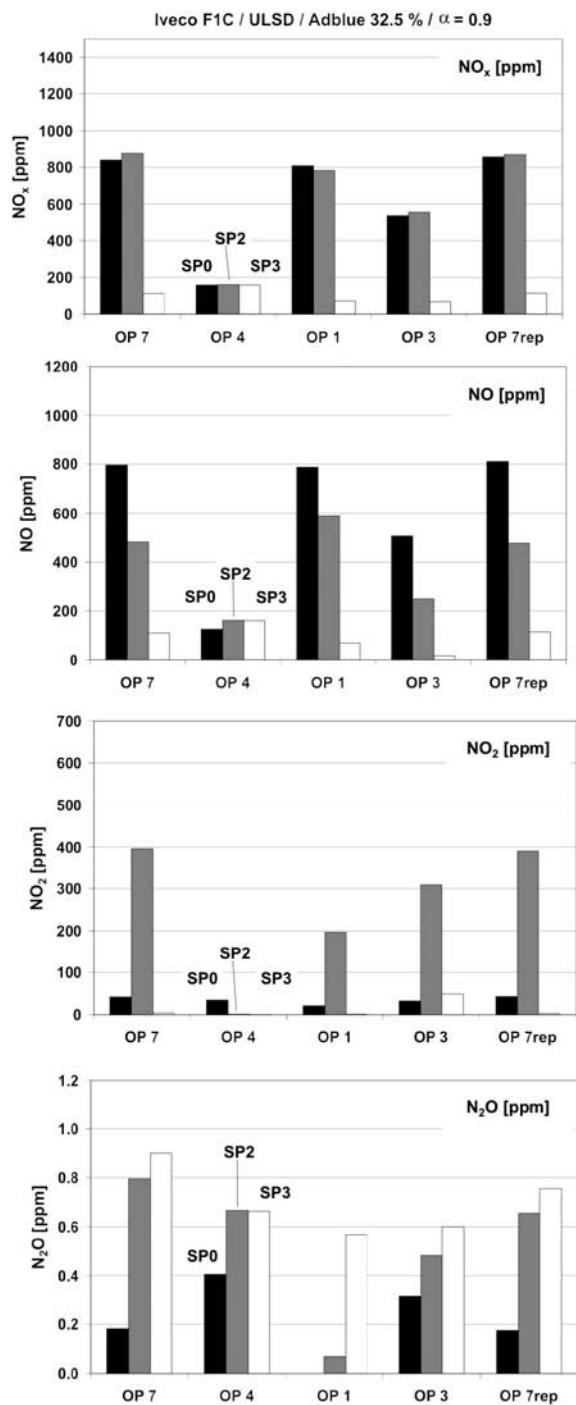 Iveco F1C / ULSD / Adblue 32.5 % / α = 0.9
NOx [ppm]
NOx [ppm]
1400
1200
1000
800
600
400
200
0
SP0
SP2
SP3
OP 7 OP 4 OP 1 OP 3 OP 7rep
NO [ppm]
NO [ppm]
1200
1000
800
600
400
200
0
SP0
SP2
SP3
OP 7 OP 4 OP 1 OP 3 OP 7rep
NO2 [ppm]
NO2 [ppm]
700
600
500
400
300
200
100
0
SP0
SP2
SP3
OP 7 OP 4 OP 1 OP 3 OP 7rep
N2O [ppm]
N2O [ppm]
1.2
1.0
0.8
0.6
0.4
0.2
0.0
SP0
SP2
SP3
OP 7 OP 4 OP 1 OP 3 OP 7rep